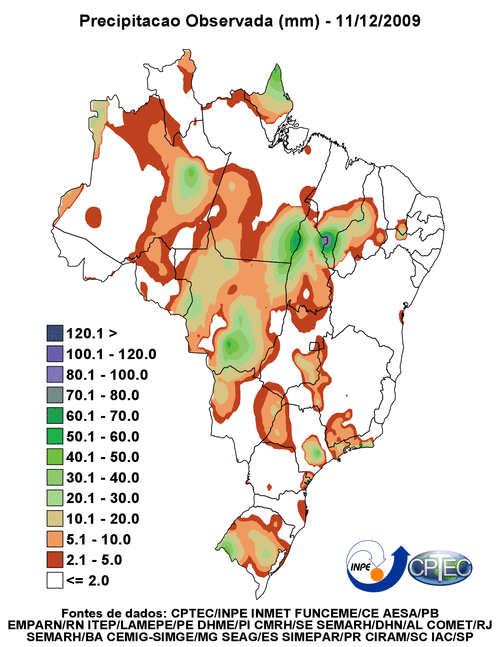 Precipitacao Observada (mm) - 11/12/2009
120.1 >
100.1 - 120.0
80.1 - 100.0
70.1 - 80.0
60.1 - 70.0
50.1 - 60.0
40.1 - 50.0
30.1 - 40.0
20.1 - 30.0
10.1 - 20.0
5.1 - 10.0
2.1 - 5.0
<= 2.0
INPE
CPTEC
Fontes de dados: CPTEC/INPE INMET FUNCEME/CE AESA/PB
EMPARN/RN ITEP/LAMEPE/PE DHME/PI CMRH/SE SEMARH/DHN/AL COMET/RJ
SEMARH/BA CEMIG-SIMGE/MG SEAG/ES SIMEPAR/PR CIRAM/SC IAC/SP